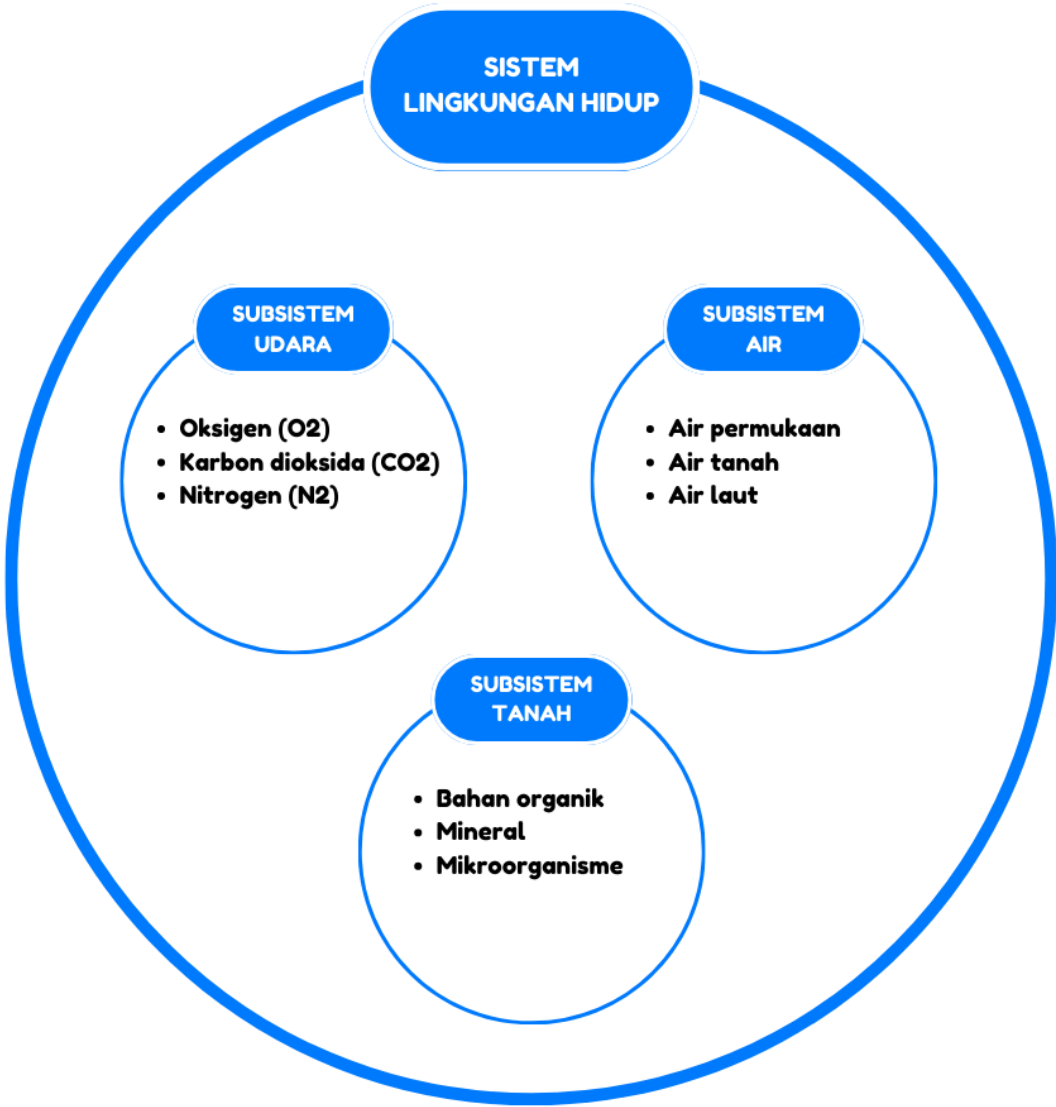 SISTEM
LINGKUNGAN HIDUP
SUBSISTEM
UDARA
• Oksigen (O2)
• Karbon dioksida (CO2)
• Nitrogen (N2)
SUBSISTEM
AIR
• Air permukaan
• Air tanah
• Air laut
SUBSISTEM
TANAH
• Bahan organik
• Mineral
• Mikroorganisme